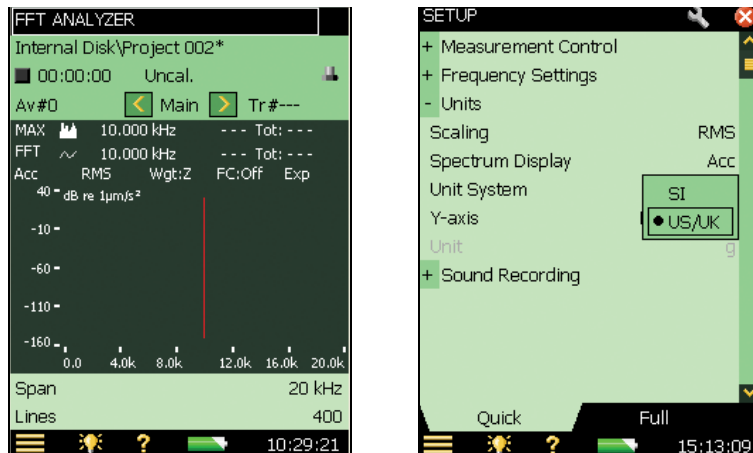 FFT ANALYZER
Internal Disk\Project 002*
00:00:00 Uncal.
Av#0 < Main > Tr#---
MAX 10.000 kHz --- Tot: ---
FFT 10.000 kHz --- Tot: ---
Acc RMS Wgt:Z FC:Off Exp
40 dB re 1µm/s²
-10
-60
-110
-160
0.0 4.0k 8.0k 12.0k 16.0k 20.0k
Span 20 kHz
Lines 400
? 10:29:21
SETUP
+ Measurement Control
+ Frequency Settings
- Units
Scaling RMS
Spectrum Display Acc
Unit System SI
Y-axis US/UK
Unit g
+ Sound Recording
Quick Full
? 15:13:09